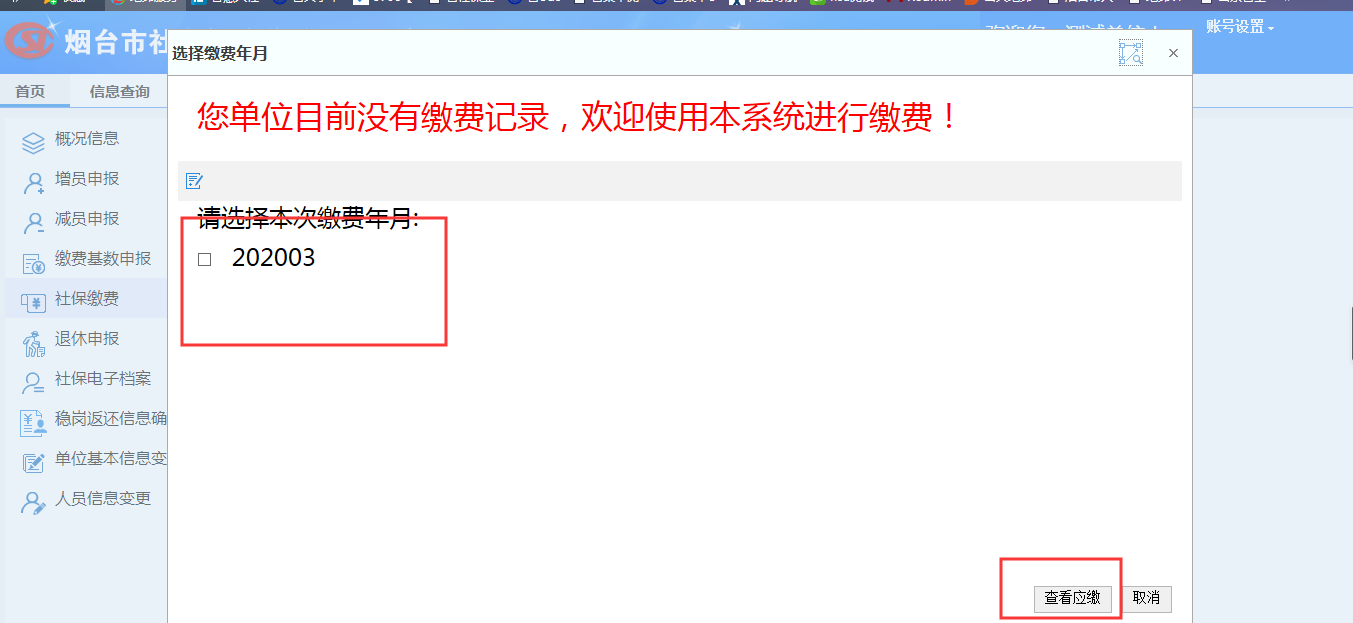 烟台市社
账号设置
选择缴费年月
首页
信息查询
您单位目前没有缴费记录，欢迎使用本系统进行缴费！
概况信息
增员申报
减员申报
缴费基数申报
社保缴费
退休申报
社保电子档案
稳岗返还信息确
单位基本信息变
人员信息变更
请选择本次缴费年月:
202003
查看应缴
取消